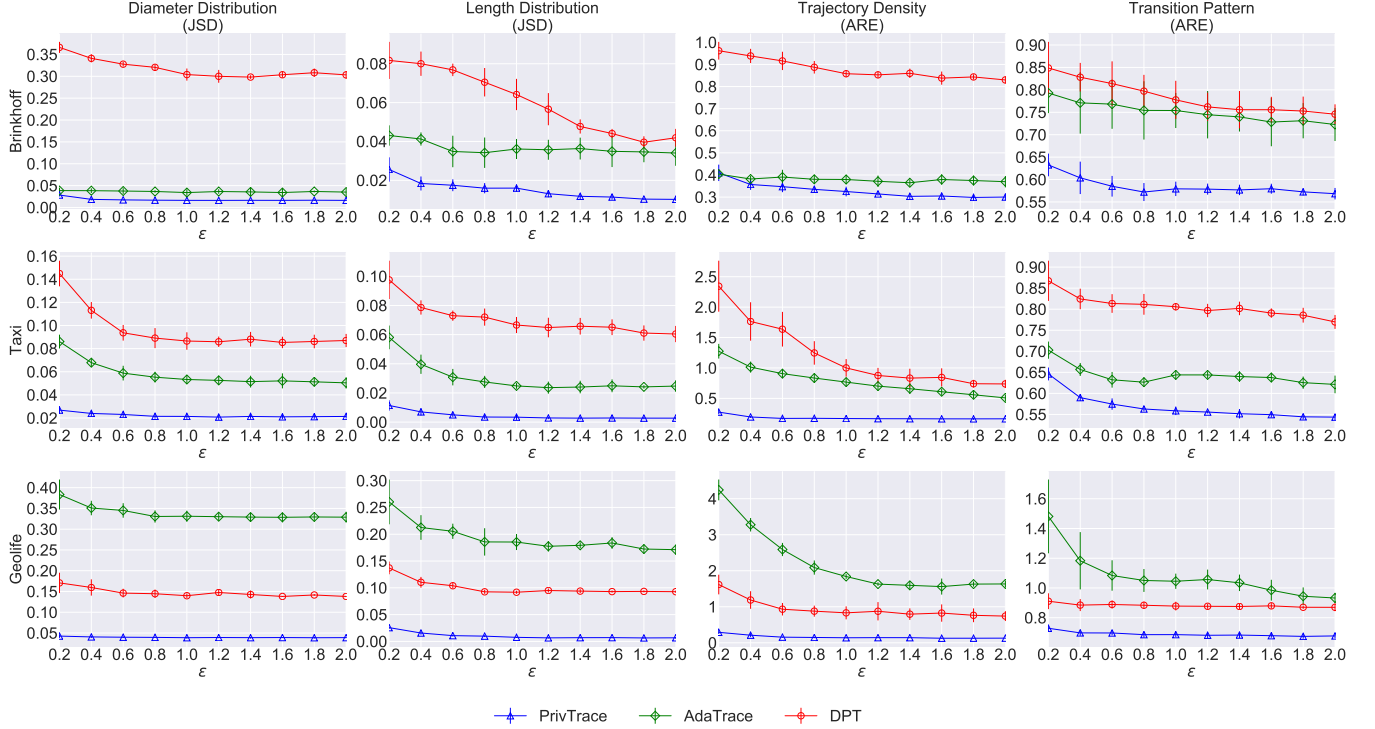 Diameter Distribution
(JSD)
Length Distribution
(JSD)
Trajectory Density
(ARE)
Transition Pattern
(ARE)
Brinkhoff
0.35
0.30
0.25
0.20
0.15
0.10
0.05
0.00
0.2 0.4 0.6 0.8 1.0 1.2 1.4 1.6 1.8 2.0
ε
0.08
0.06
0.04
0.02
0.2 0.4 0.6 0.8 1.0 1.2 1.4 1.6 1.8 2.0
ε
1.0
0.9
0.8
0.7
0.6
0.5
0.4
0.3
0.2 0.4 0.6 0.8 1.0 1.2 1.4 1.6 1.8 2.0
ε
0.90
0.85
0.80
0.75
0.70
0.65
0.60
0.55
0.2 0.4 0.6 0.8 1.0 1.2 1.4 1.6 1.8 2.0
ε
Taxi
0.16
0.14
0.12
0.10
0.08
0.06
0.04
0.02
0.2 0.4 0.6 0.8 1.0 1.2 1.4 1.6 1.8 2.0
ε
0.10
0.08
0.06
0.04
0.02
0.00
0.2 0.4 0.6 0.8 1.0 1.2 1.4 1.6 1.8 2.0
ε
2.5
2.0
1.5
1.0
0.5
0.2 0.4 0.6 0.8 1.0 1.2 1.4 1.6 1.8 2.0
ε
0.90
0.85
0.80
0.75
0.70
0.65
0.60
0.55
0.2 0.4 0.6 0.8 1.0 1.2 1.4 1.6 1.8 2.0
ε
Geolife
0.40
0.35
0.30
0.25
0.20
0.15
0.10
0.05
0.2 0.4 0.6 0.8 1.0 1.2 1.4 1.6 1.8 2.0
ε
0.30
0.25
0.20
0.15
0.10
0.05
0.00
0.2 0.4 0.6 0.8 1.0 1.2 1.4 1.6 1.8 2.0
ε
4
3
2
1
0
0.2 0.4 0.6 0.8 1.0 1.2 1.4 1.6 1.8 2.0
ε
1.6
1.4
1.2
1.0
0.8
0.2 0.4 0.6 0.8 1.0 1.2 1.4 1.6 1.8 2.0
ε
PrivTrace AdaTrace DPT